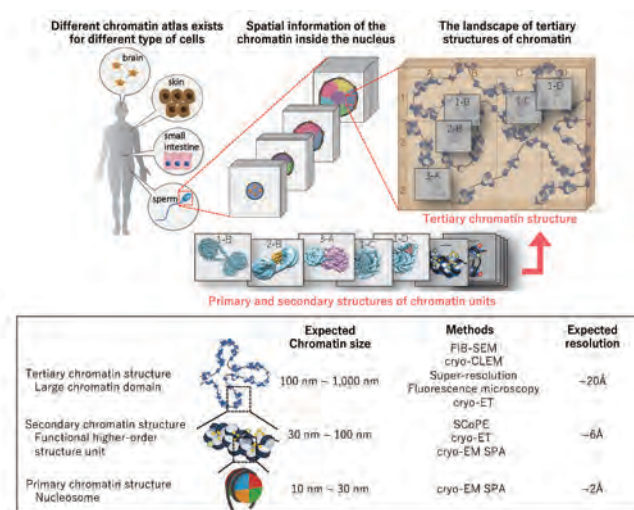 Different chromatin atlas exists
for different type of cells
Spatial information of the
chromatin inside the nucleus
The landscape of tertiary
structures of chromatin
brain
skin
small
intestine
sperm
A
B
C
1
1-B
1-C
1-D
2-B
3-A
Tertiary chromatin structure
1-B
2-B
3-A
1-C
1-D
Primary and secondary structures of chromatin units
Expected
Chromatin size
Methods
Expected
resolution
Tertiary chromatin structure
Large chromatin domain
100 nm – 1,000 nm
FIB-SEM
cryo-CLEM
Super-resolution
Fluorescence microscopy
cryo-ET
~20Å
Secondary chromatin structure
Functional higher-order
structure unit
30 nm – 100 nm
SCoPE
cryo-ET
cryo-EM SPA
~6Å
Primary chromatin structure
Nucleosome
10 nm – 30 nm
cryo-EM SPA
~2Å